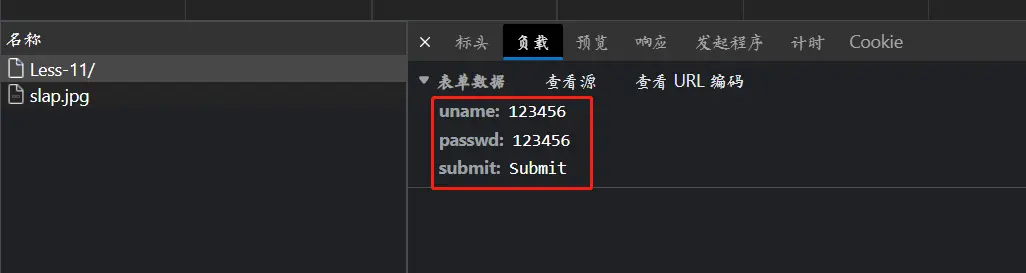 名称
Less-11/
slap.jpg
× 标头 负载 预览 响应 发起程序 计时 Cookie
▼ 表单数据 查看源 查看 URL 编码
uname: 123456
passwd: 123456
submit: Submit